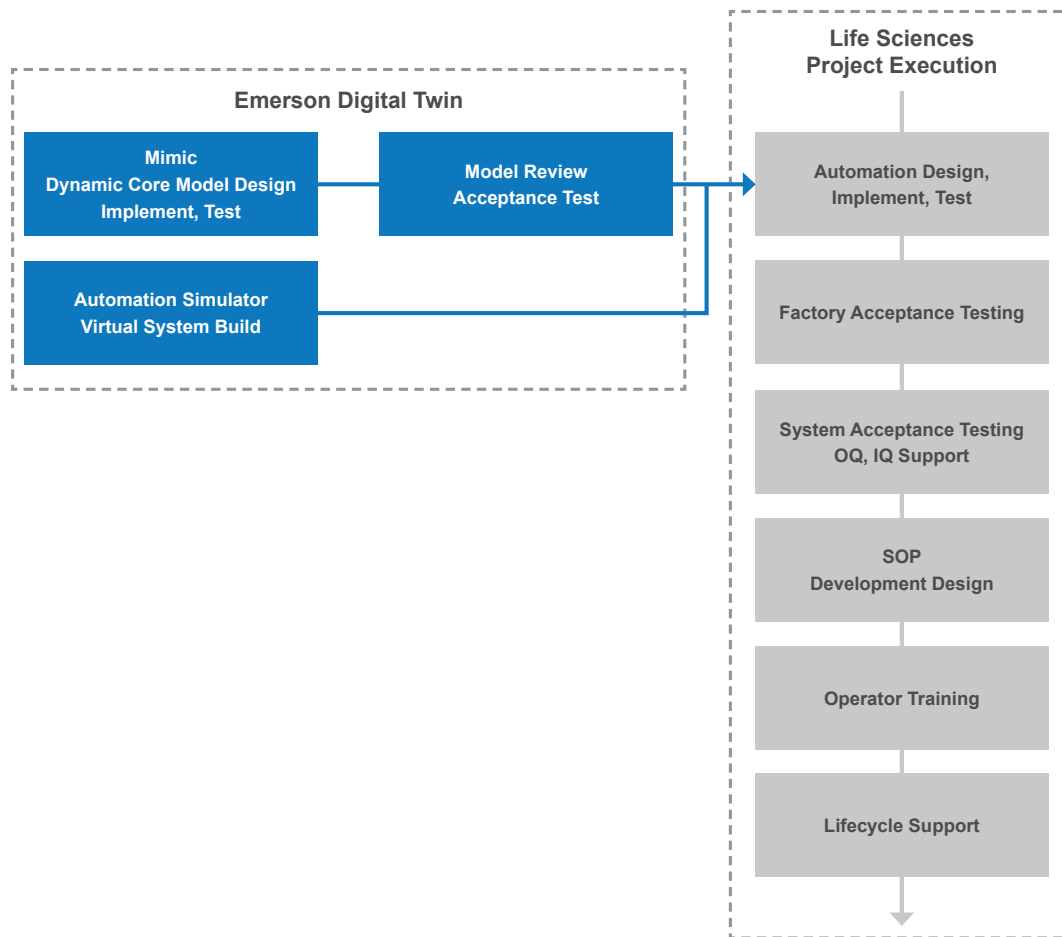 Emerson Digital Twin
Mimic
Dynamic Core Model Design
Implement, Test
Model Review
Acceptance Test
Automation Simulator
Virtual System Build
Life Sciences
Project Execution
Automation Design,
Implement, Test
Factory Acceptance Testing
System Acceptance Testing
OQ, IQ Support
SOP
Development Design
Operator Training
Lifecycle Support